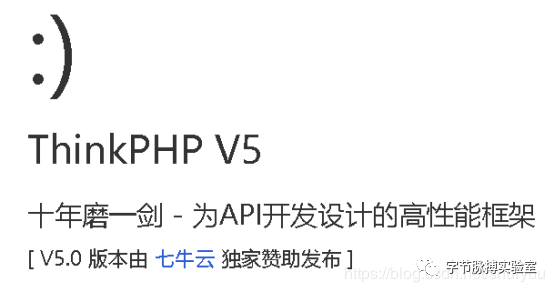 :)
ThinkPHP V5
十年磨一剑 - 为API开发设计的高性能框架
[ V5.0 版本由 七牛云 独家赞助发布 ]
字节脉搏实验室